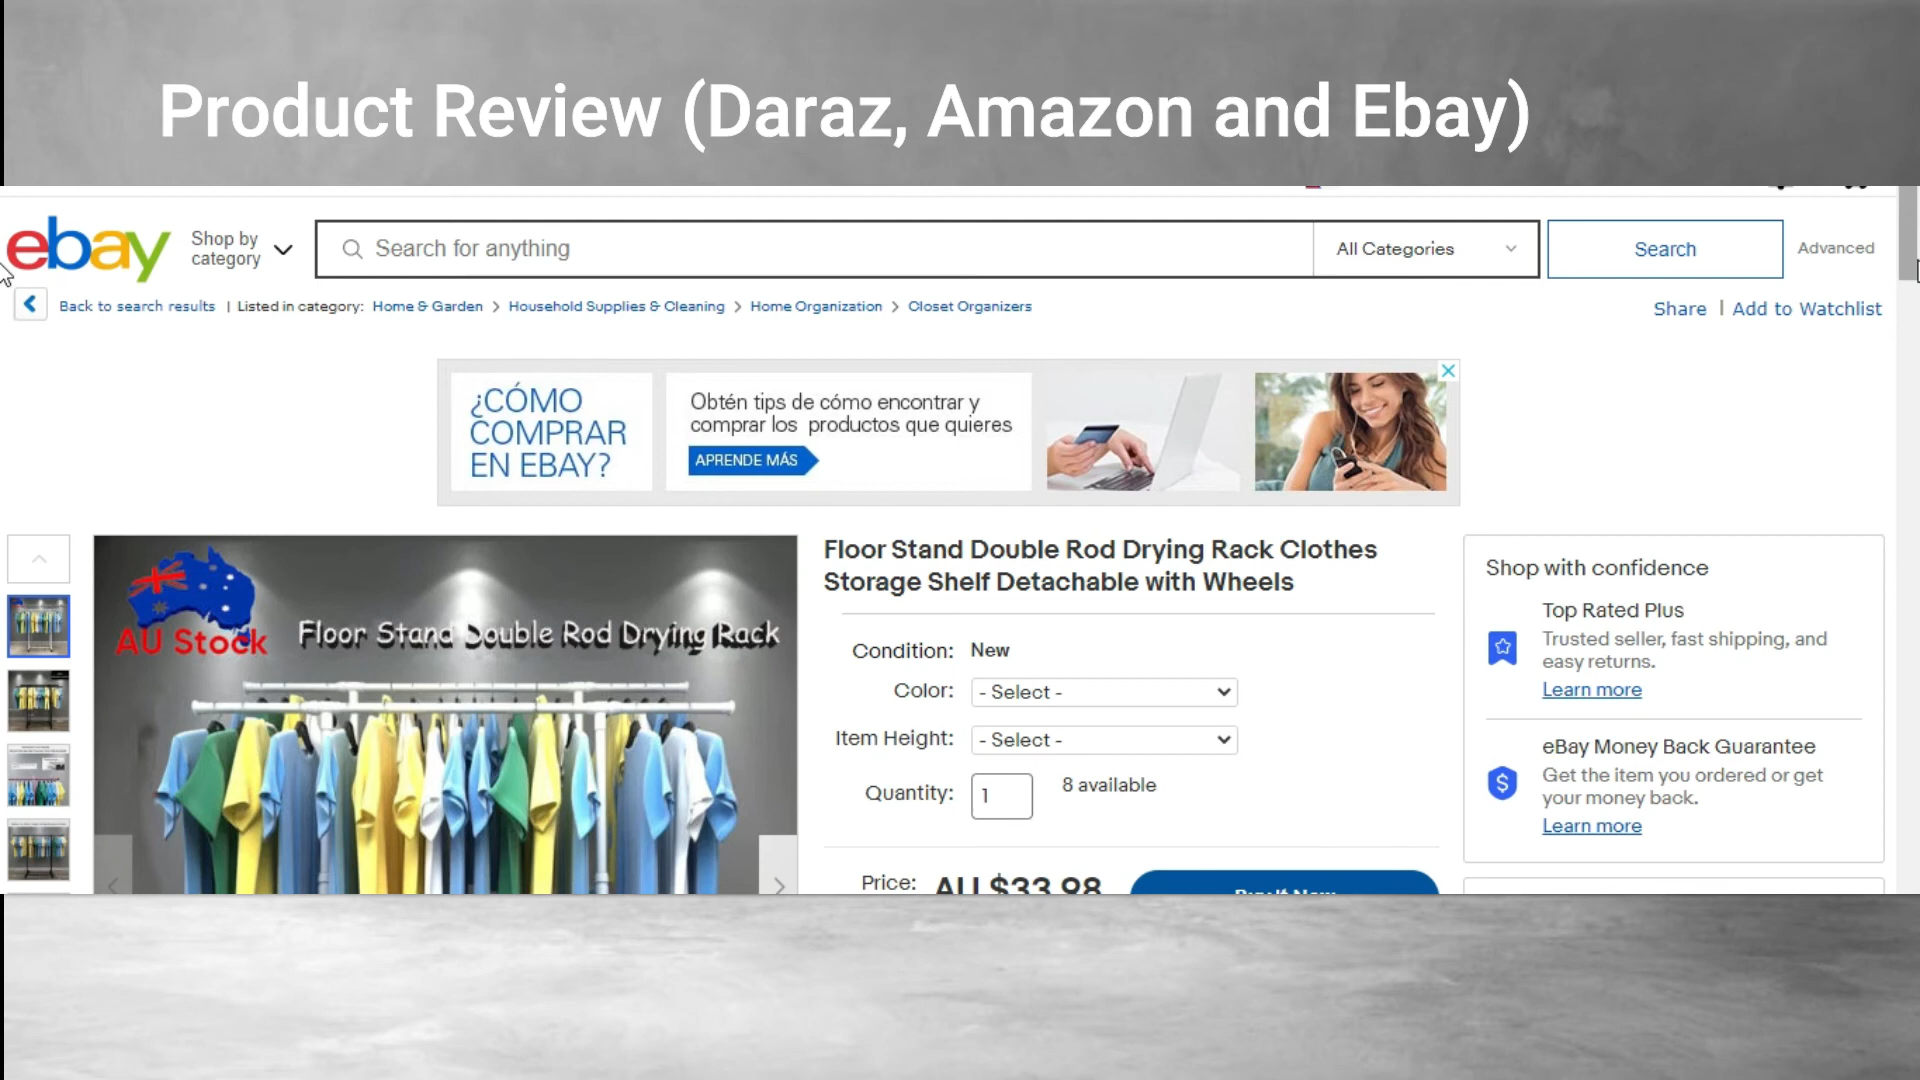 Product Review (Daraz, Amazon and Ebay)
ebay
Shop by
category
Search for anything
All Categories
Search
Advanced
Back to search results | Listed in category: Home & Garden > Household Supplies & Cleaning > Home Organization > Closet Organizers
Share | Add to Watchlist
¿CÓMO
COMPRAR
EN EBAY?
Obtén tips de cómo encontrar y
comprar los productos que quieres
APRENDE MÁS
AU Stock
Floor Stand Double Rod Drying Rack
Floor Stand Double Rod Drying Rack Clothes
Storage Shelf Detachable with Wheels
Condition: New
Color: - Select -
Item Height: - Select -
Quantity: 1 8 available
Price: AU $33.98
Buy It Now
Shop with confidence
Top Rated Plus
Trusted seller, fast shipping, and
easy returns.
Learn more
eBay Money Back Guarantee
Get the item you ordered or get
your money back.
Learn more